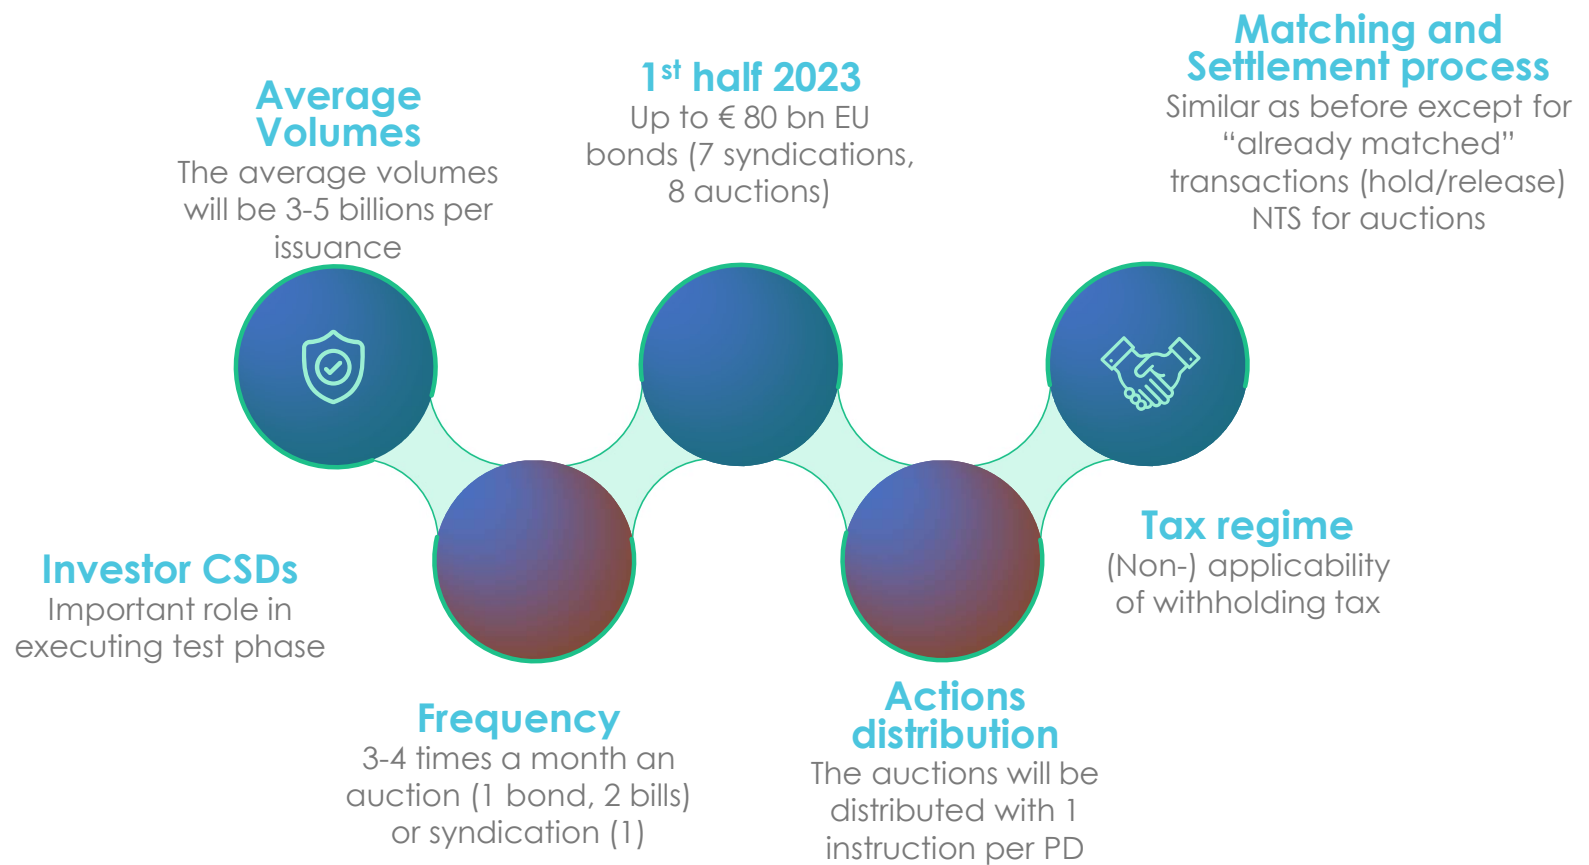 Average
Volumes
The average volumes
will be 3-5 billions per
issuance
1st half 2023
Up to € 80 bn EU
bonds (7 syndications,
8 auctions)
Matching and
Settlement process
Similar as before except for
“already matched”
transactions (hold/release)
NTS for auctions
Investor CSDs
Important role in
executing test phase
Frequency
3-4 times a month an
auction (1 bond, 2 bills)
or syndication (1)
Actions
distribution
The auctions will be
distributed with 1
instruction per PD
Tax regime
(Non-) applicability
of withholding tax